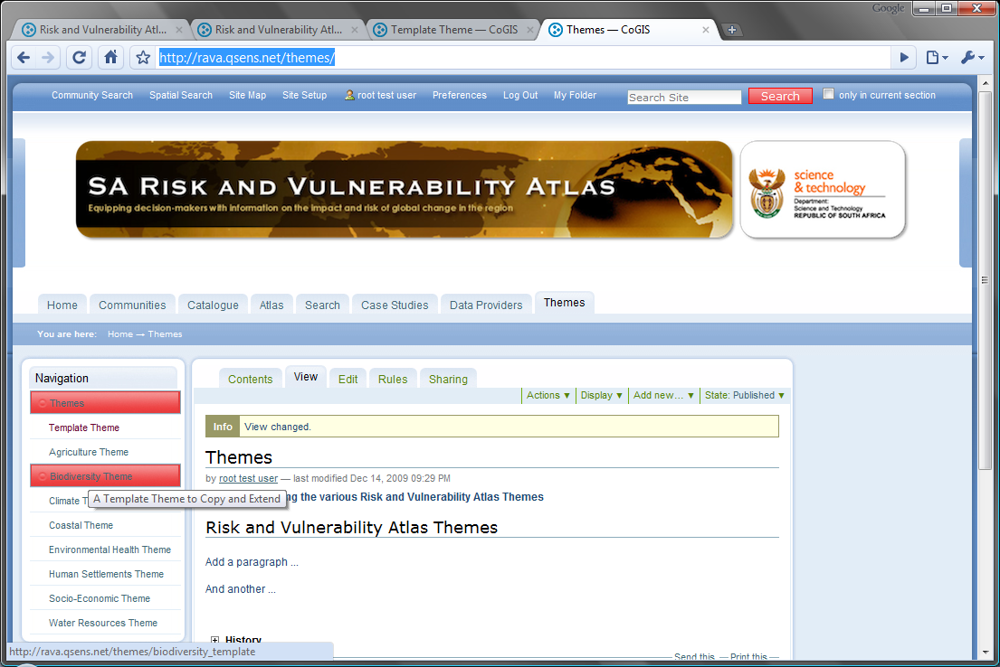 Google
Risk and Vulnerability Atl...
Risk and Vulnerability Atl...
Template Theme — CoGIS
Themes — CoGIS
http://rava.qsens.net/themes/
Community Search
Spatial Search
Site Map
Site Setup
root test user
Preferences
Log Out
My Folder
Search Site
Search
only in current section
SA Risk and Vulnerability Atlas
Equipping decision-makers with information on the impact and risk of global change in the region
science
& technology
Department:
Science and Technology
REPUBLIC OF SOUTH AFRICA
Home
Communities
Catalogue
Atlas
Search
Case Studies
Data Providers
Themes
You are here: Home → Themes
Navigation
Themes
Template Theme
Agriculture Theme
Biodiversity Theme
Climate T
A Template Theme to Copy and Extend
Coastal Theme
Environmental Health Theme
Human Settlements Theme
Socio-Economic Theme
Water Resources Theme
Contents
View
Edit
Rules
Sharing
Actions ▼
Display ▼
Add new... ▼
State: Published ▼
Info View changed.
Themes
by root test user — last modified Dec 14, 2009 09:29 PM
ng the various Risk and Vulnerability Atlas Themes
Risk and Vulnerability Atlas Themes
Add a paragraph ...
And another ...
History
Send this — Print this —
http://rava.qsens.net/themes/biodiversity_template